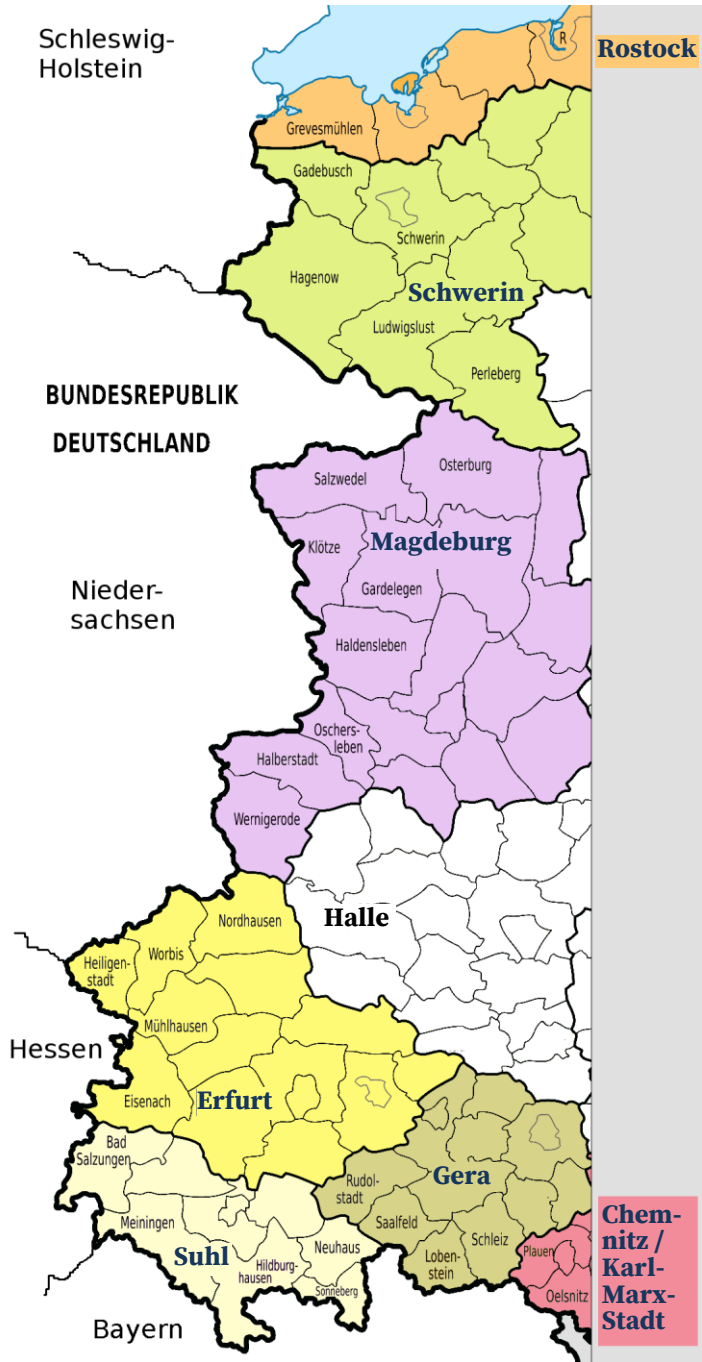 Schleswig-
Holstein
R
Rostock
Grevesmühlen
Gadebusch
Schwerin
Hagenow
Schwerin
Ludwigslust
Perleberg
BUNDESREPUBLIK
DEUTSCHLAND
Salzwedel
Osterburg
Klötze
Magdeburg
Gardelegen
Nieder-
sachsen
Haldensleben
Oschers-
leben
Halberstadt
Wernigerode
Halle
Nordhausen
Worbis
Heiligen-
stadt
Mühlhausen
Hessen
Eisenach
Erfurt
Bad
Salzungen
Gera
Rudol-
stadt
Meiningen
Saalfeld
Schleiz
Suhl
Neuhaus
Hildburg-
hausen
Sonneberg
Loben-
stein
Plauen
Oelsnitz
Chem-
nitz /
Karl-
Marx-
Stadt
Bayern